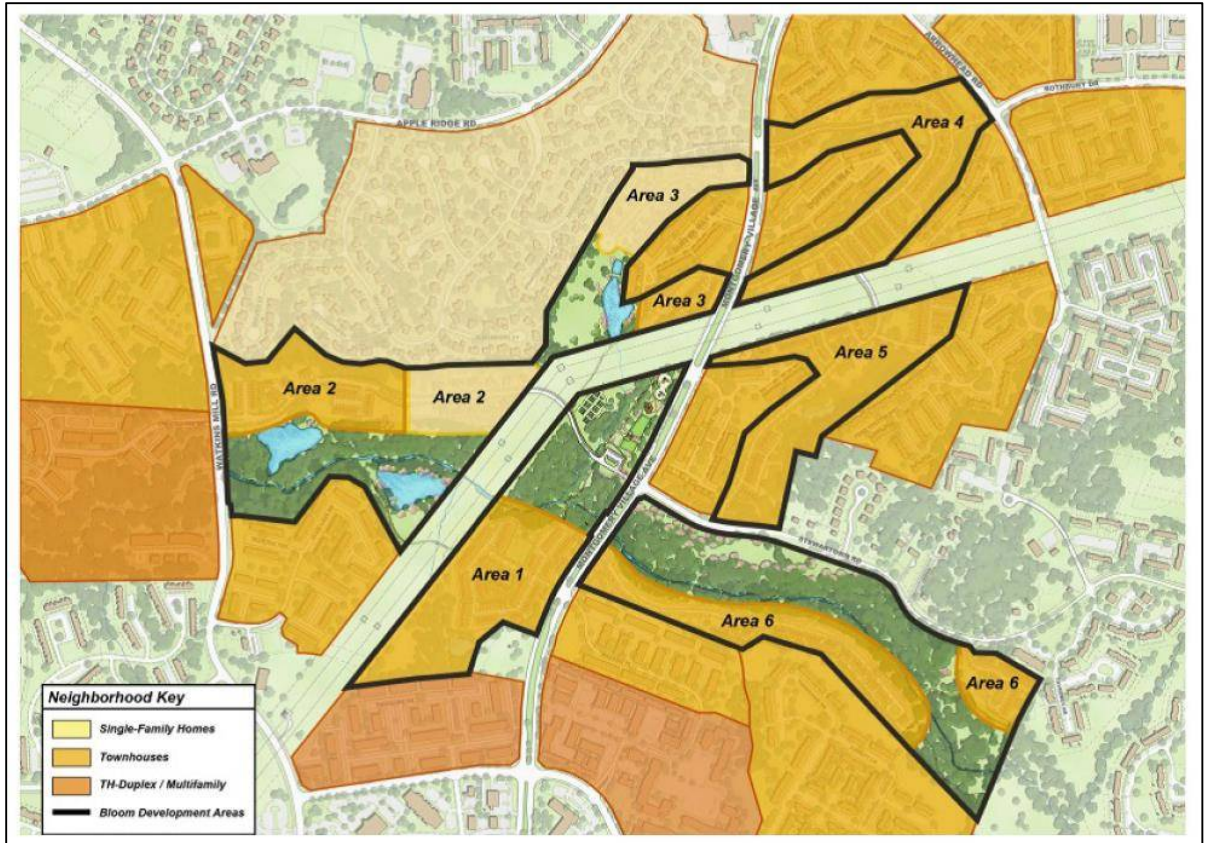 ARROWHEAD RD
ROTHBURY DR
APPLE RIDGE RD
Area 4
Area 3
MONTGOMERY VILLAGE AVE
Area 3
Area 5
Area 2
Area 2
WATKINS MILL RD
MONTGOMERY VILLAGE AVE
STEWARTOWN RD
Area 1
Area 6
Area 6
Neighborhood Key
Single-Family Homes
Townhouses
TH-Duplex / Multifamily
Bloom Development Areas